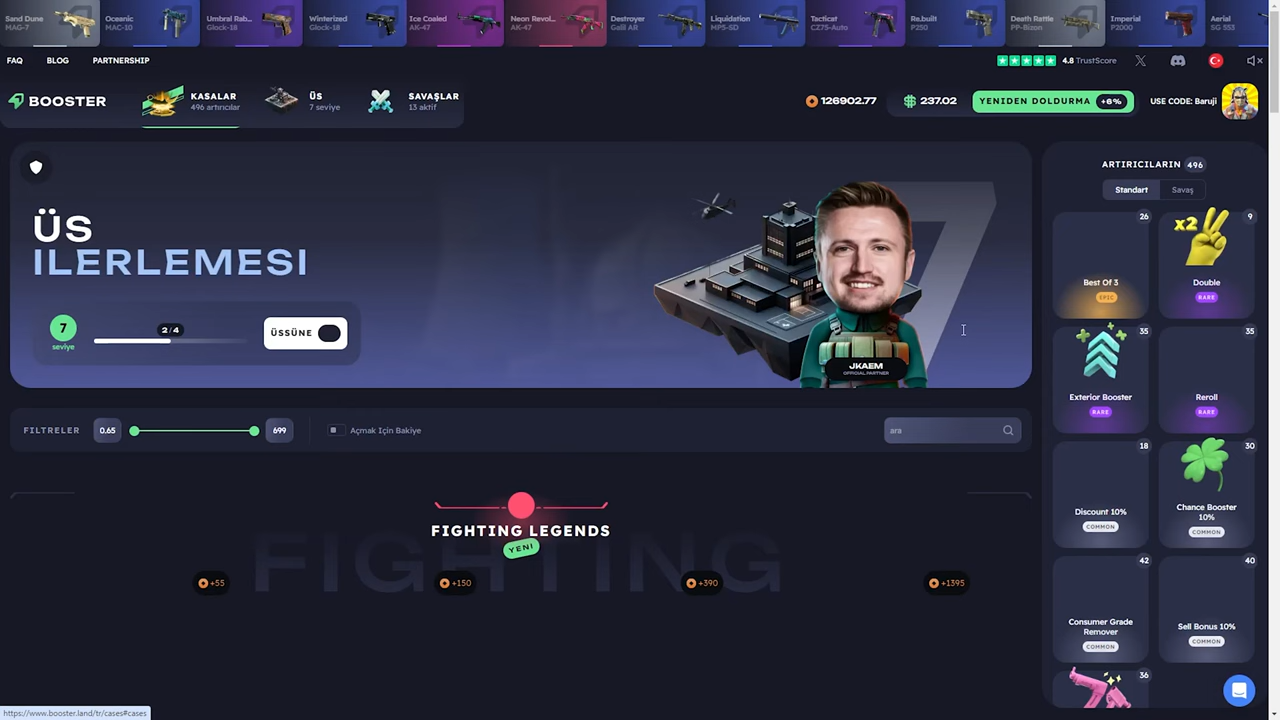 Sand Dune
MAG-7
Oceanic
MAC-10
Umbral Rab...
Glock-18
Winterized
Glock-18
Ice Coaled
AK-47
Neon Revol...
AK-47
Destroyer
Galil AR
Liquidation
MP5-SD
Tacticat
CZ75-Auto
Re.built
P250
Death Rattle
PP-Bizon
Imperial
P2000
Aerial
SG 553
FAQ
BLOG
PARTNERSHIP
4.8 TrustScore
BOOSTER
KASALAR
496 artırıcılar
ÜS
7 seviye
SAVAŞLAR
13 aktif
126902.77
237.02
YENİDEN DOLDURMA +6%
USE CODE: Baruji
ÜS
ILERLEMESI
7
seviye
2/4
ÜSSÜNE
7
JKAEM
OFFICIAL PARTNER
FILTRELER
0.65
699
Açmak Için Bakiye
ara
FIGHTING
FIGHTING LEGENDS
YENİ
+55
+150
+390
+1395
ARTIRICILARIN 496
Standart
Savaş
26
Best Of 3
EPIC
9
x2
Double
RARE
35
Exterior Booster
RARE
35
Reroll
RARE
18
Discount 10%
COMMON
30
Chance Booster
10%
COMMON
42
Consumer Grade
Remover
COMMON
40
Sell Bonus 10%
COMMON
36
https://www.booster.land/tr/cases#cases